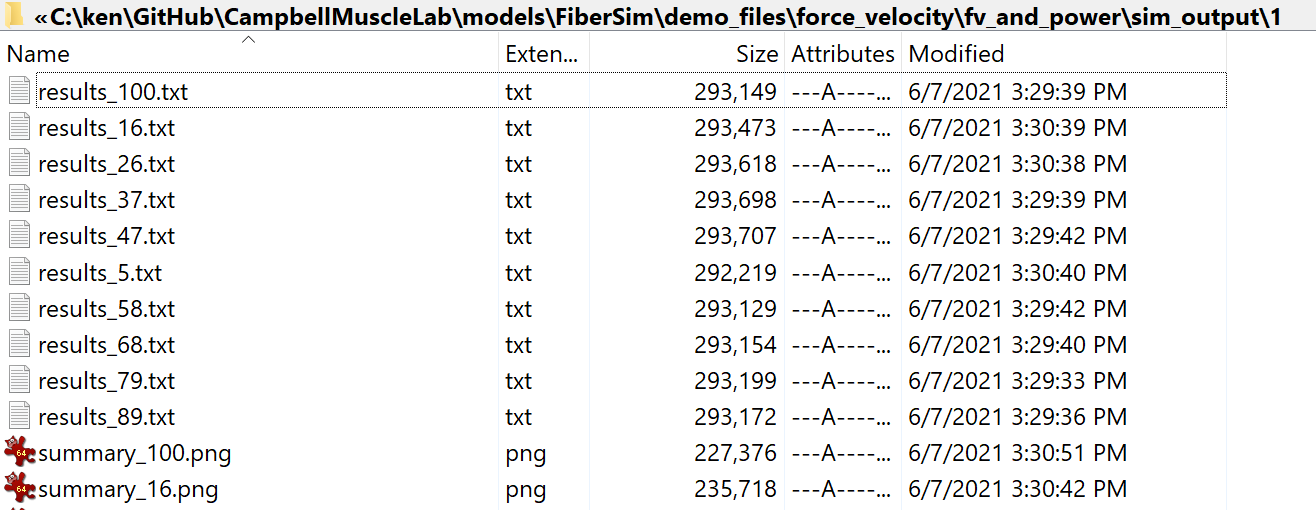 «C:\ken\GitHub\CampbellMuscleLab\models\FiberSim\demo_files\force_velocity\fv_and_power\sim_output\1
Name Exten... Size Attributes Modified
results_100.txt txt 293,149 ---A----... 6/7/2021 3:29:39 PM
results_16.txt txt 293,473 ---A----... 6/7/2021 3:30:39 PM
results_26.txt txt 293,618 ---A----... 6/7/2021 3:30:38 PM
results_37.txt txt 293,698 ---A----... 6/7/2021 3:29:39 PM
results_47.txt txt 293,707 ---A----... 6/7/2021 3:29:42 PM
results_5.txt txt 292,219 ---A----... 6/7/2021 3:30:40 PM
results_58.txt txt 293,129 ---A----... 6/7/2021 3:29:42 PM
results_68.txt txt 293,154 ---A----... 6/7/2021 3:29:40 PM
results_79.txt txt 293,199 ---A----... 6/7/2021 3:29:33 PM
results_89.txt txt 293,172 ---A----... 6/7/2021 3:29:36 PM
64 summary_100.png png 227,376 ---A----... 6/7/2021 3:30:51 PM
64 summary_16.png png 235,718 ---A----... 6/7/2021 3:30:42 PM